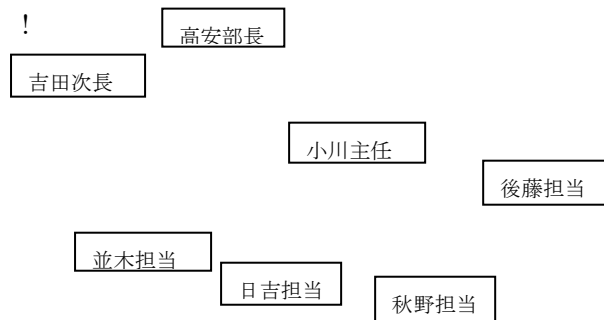 !
高安部長
吉田次長
小川主任
後藤担当
並木担当
日吉担当
秋野担当